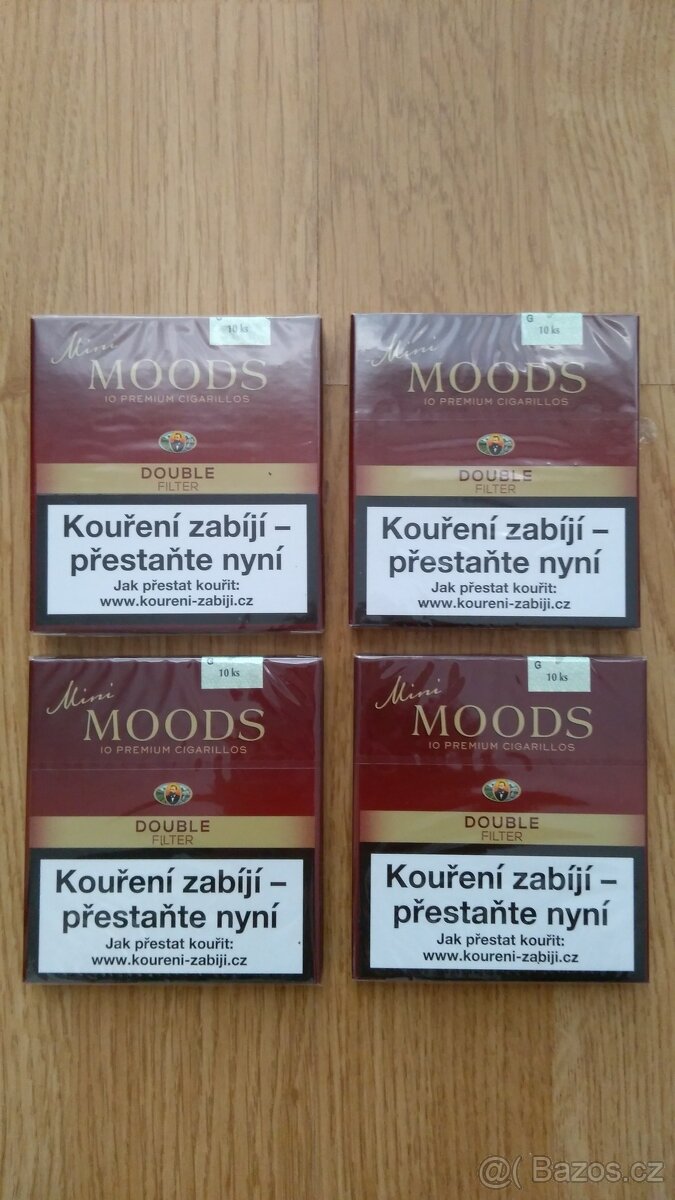 G
10 ks
Mini
MOODS
10 PREMIUM CIGARILLOS
DOUBLE
FILTER
Kouření zabíjí –
přestaňte nyní
Jak přestat kouřit:
www.koureni-zabiji.cz
G
10 ks
Mini
MOODS
10 PREMIUM CIGARILLOS
DOUBLE
FILTER
Kouření zabíjí –
přestaňte nyní
Jak přestat kouřit:
www.koureni-zabiji.cz
G
10 ks
Mini
MOODS
10 PREMIUM CIGARILLOS
DOUBLE
FILTER
Kouření zabíjí –
přestaňte nyní
Jak přestat kouřit:
www.koureni-zabiji.cz
G
10 ks
Mini
MOODS
10 PREMIUM CIGARILLOS
DOUBLE
FILTER
Kouření zabíjí –
přestaňte nyní
Jak přestat kouřit:
www.koureni-zabiji.cz
@( Bazos.cz